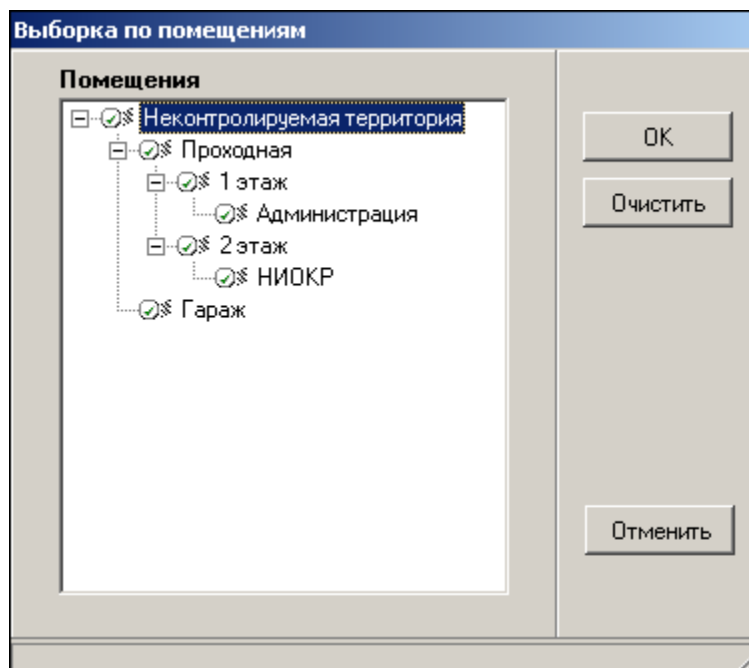 Выборка по помещениям
Помещения
Неконтролируемая территория
Проходная
1 этаж
Администрация
2 этаж
НИОКР
Гараж
OK
Очистить
Отменить